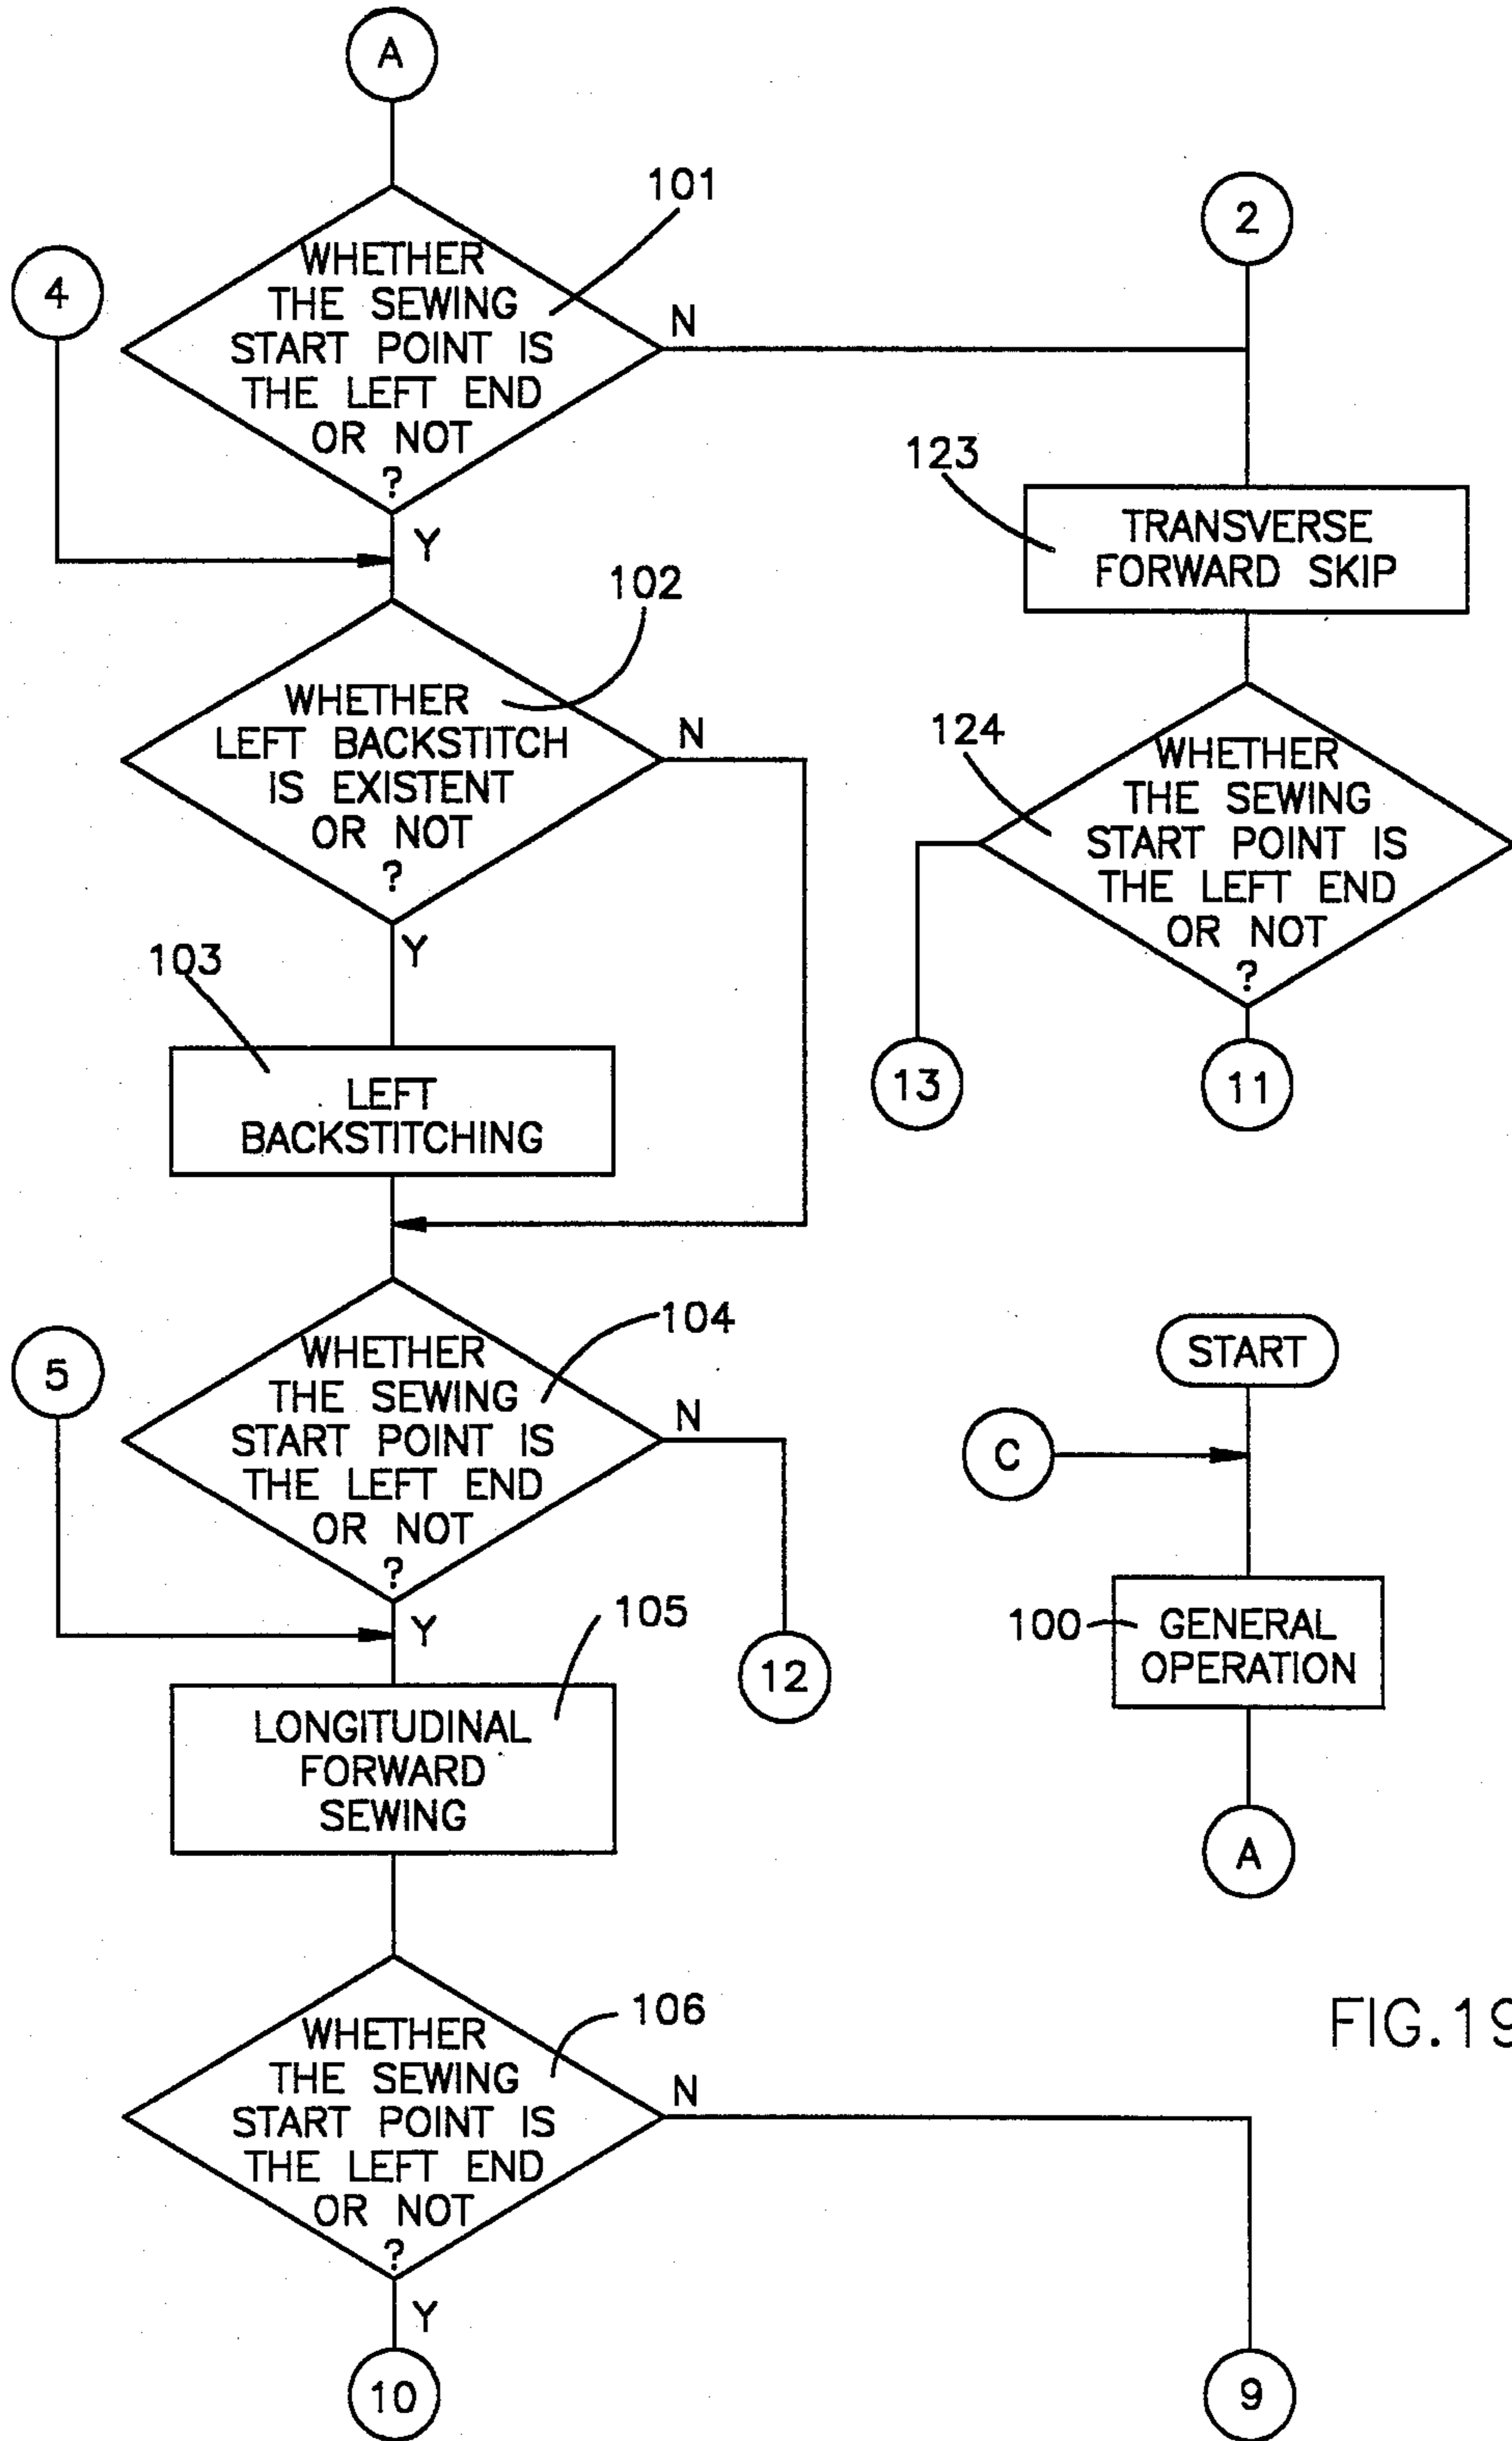 A
101
WHETHER
THE SEWING
START POINT IS
THE LEFT END
OR NOT
?
N
Y
4
2
123
TRANSVERSE
FORWARD SKIP
102
WHETHER
LEFT BACKSTITCH
IS EXISTENT
OR NOT
?
N
Y
124
WHETHER
THE SEWING
START POINT IS
THE LEFT END
OR NOT
?
13
11
103
LEFT
BACKSTITCHING
104
WHETHER
THE SEWING
START POINT IS
THE LEFT END
OR NOT
?
N
Y
5
12
START
C
100
GENERAL
OPERATION
A
105
LONGITUDINAL
FORWARD
SEWING
106
WHETHER
THE SEWING
START POINT IS
THE LEFT END
OR NOT
?
N
Y
FIG.19
10
9